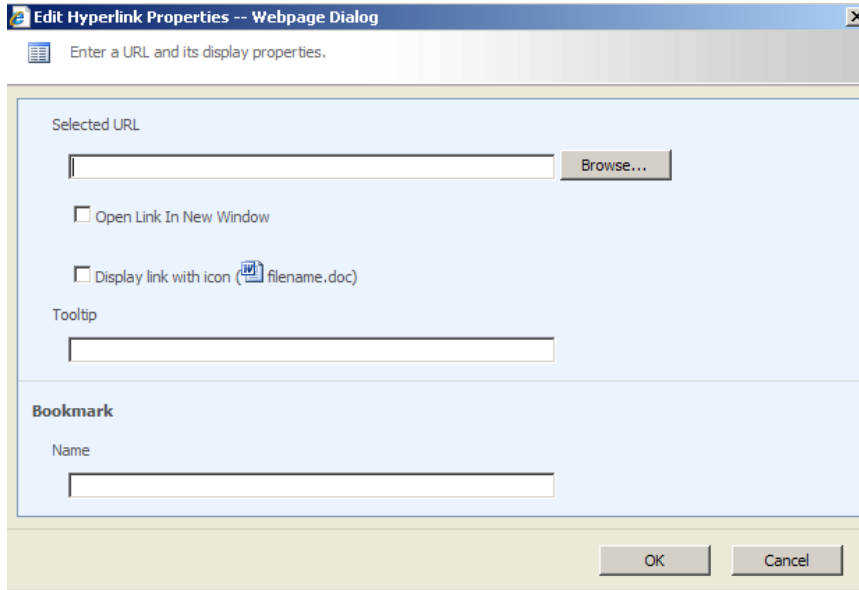 Edit Hyperlink Properties -- Webpage Dialog
Enter a URL and its display properties.
Selected URL
Browse...
Open Link In New Window
Display link with icon ( filename.doc)
Tooltip
Bookmark
Name
OK Cancel